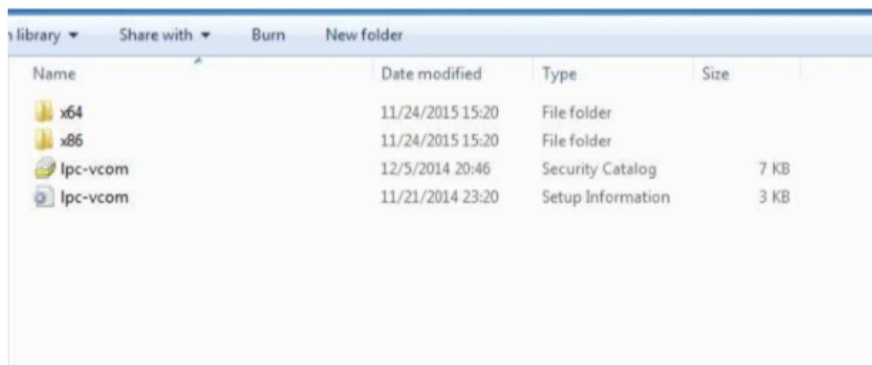 library Share with Burn New folder
Name Date modified Type Size
x64 11/24/2015 15:20 File folder
x86 11/24/2015 15:20 File folder
lpc-vcom 12/5/2014 20:46 Security Catalog 7 KB
lpc-vcom 11/21/2014 23:20 Setup Information 3 KB